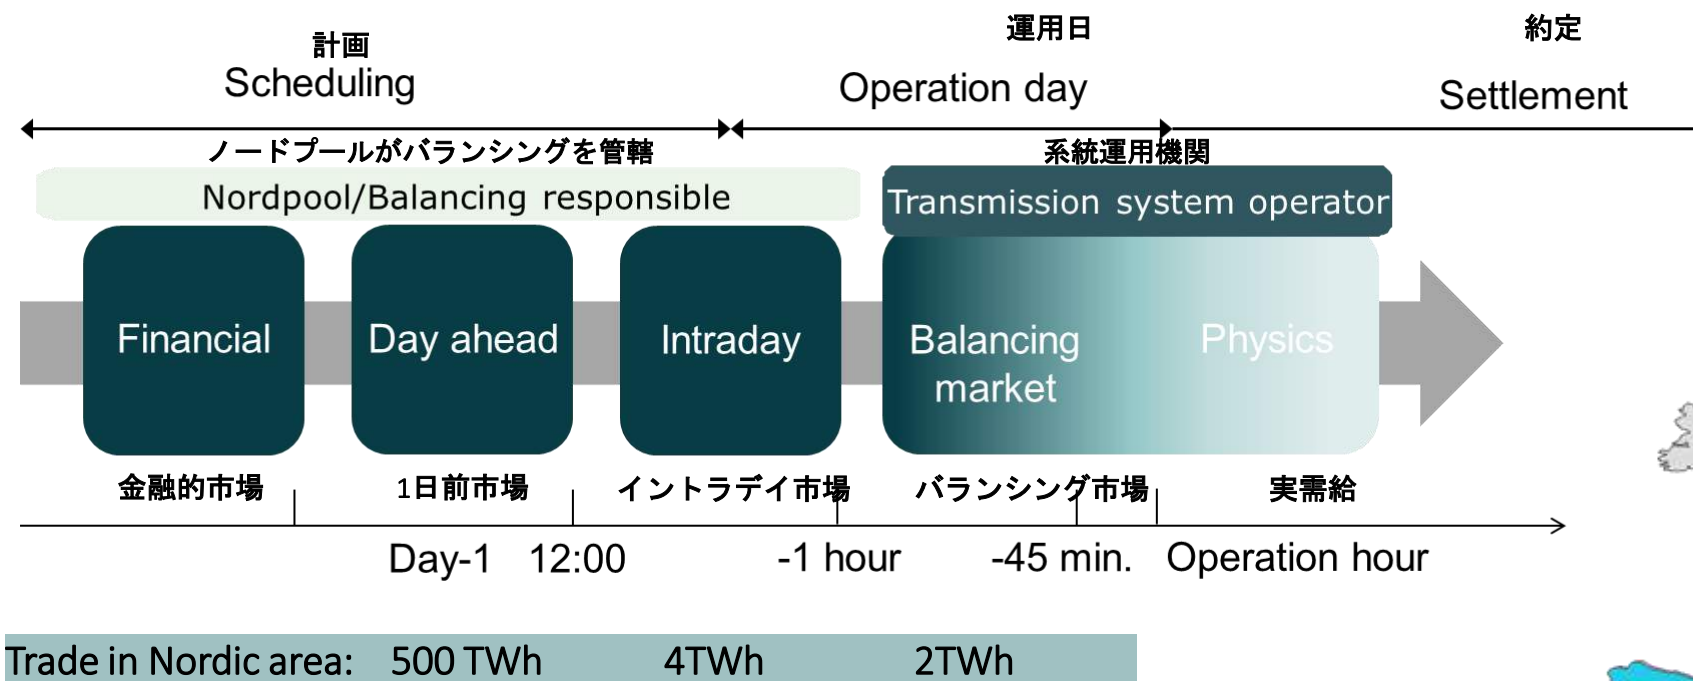 計画
Scheduling
運用日
Operation day
約定
Settlement
ノードプールがバランシングを管轄
Nordpool/Balancing responsible
系統運用機関
Transmission system operator
Financial
Day ahead
Intraday
Balancing
market
Physics
金融的市場
1日前市場
イントラデイ市場
バランシング市場
実需給
Day-1
12:00
-1 hour
-45 min.
Operation hour
Trade in Nordic area: 500 TWh 4TWh 2TWh